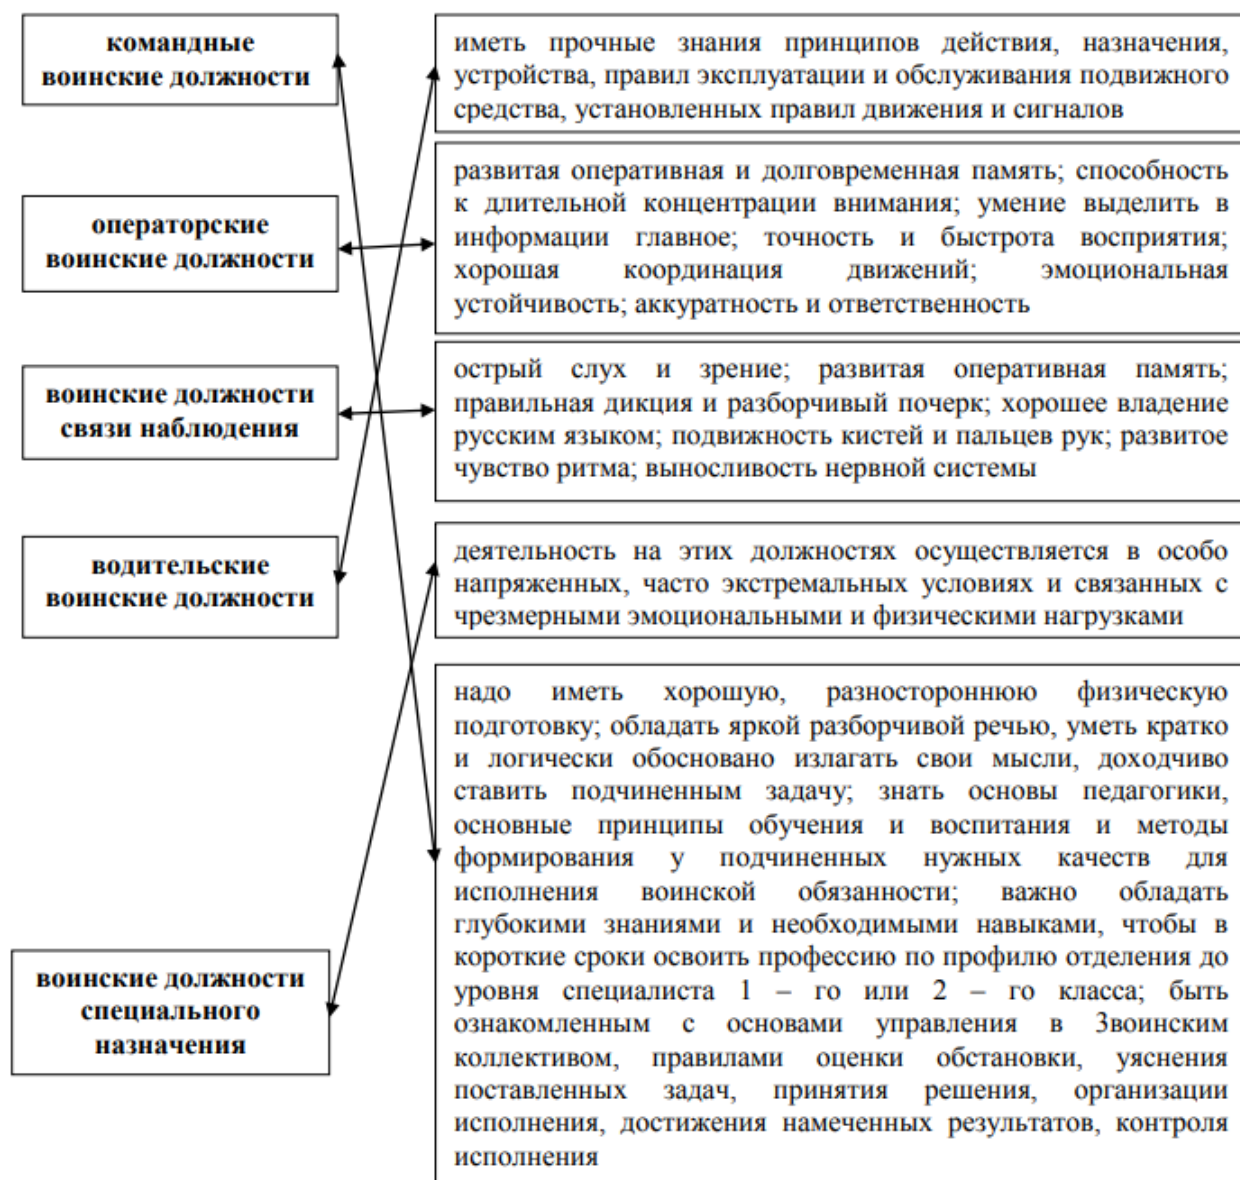 командные
воинские должности
иметь прочные знания принципов действия, назначения,
устройства, правил эксплуатации и обслуживания подвижного
средства, установленных правил движения и сигналов
операторские
воинские должности
развитая оперативная и долговременная память; способность
к длительной концентрации внимания; умение выделить в
информации главное; точность и быстрота восприятия;
хорошая координация движений; эмоциональная
устойчивость; аккуратность и ответственность
воинские должности
связи наблюдения
острый слух и зрение; развитая оперативная память;
правильная дикция и разборчивый почерк; хорошее владение
русским языком; подвижность кистей и пальцев рук; развитое
чувство ритма; выносливость нервной системы
водительские
воинские должности
деятельность на этих должностях осуществляется в особо
напряженных, часто экстремальных условиях и связанных с
чрезмерными эмоциональными и физическими нагрузками
воинские должности
специального
назначения
надо иметь хорошую, разностороннюю физическую
подготовку; обладать яркой разборчивой речью, уметь кратко
и логически обосновано излагать свои мысли, доходчиво
ставить подчиненным задачу; знать основы педагогики,
основные принципы обучения и воспитания и методы
формирования у подчиненных нужных качеств для
исполнения воинской обязанности; важно обладать
глубокими знаниями и необходимыми навыками, чтобы в
короткие сроки освоить профессию по профилю отделения до
уровня специалиста 1 – го или 2 – го класса; быть
ознакомленным с основами управления в 3воинским
коллективом, правилами оценки обстановки, уяснения
поставленных задач, принятия решения, организации
исполнения, достижения намеченных результатов, контроля
исполнения